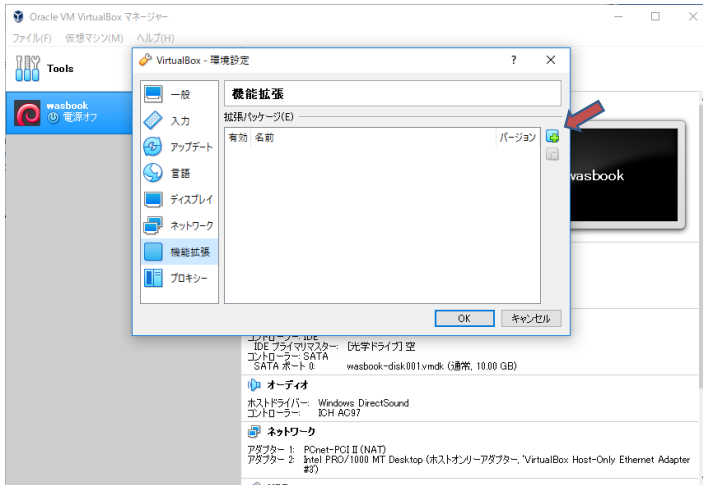 Oracle VM VirtualBox マネージャー
ファイル(F) 仮想マシン(M) ヘルプ(H)
Tools
wasbook
電源オフ
VirtualBox - 環境設定
?
一般
入力
アップデート
言語
ディスプレイ
ネットワーク
機能拡張
プロキシー
機能拡張
拡張パッケージ(E)
有効 名前 バージョン
OK キャンセル
wasbook
コントローラー: IDE
IDE プライマリマスター: [光学ドライブ] 空
コントローラー: SATA
SATA ポート 0: wasbook-disk001.vmdk (通常, 10.00 GB)
オーディオ
ホストドライバー: Windows DirectSound
コントローラー: ICH AC97
ネットワーク
アダプター 1: PCnet-PCI II (NAT)
アダプター 2: Intel PRO/1000 MT Desktop (ホストオンリーアダプター, 'VirtualBox Host-Only Ethernet Adapter
#3')